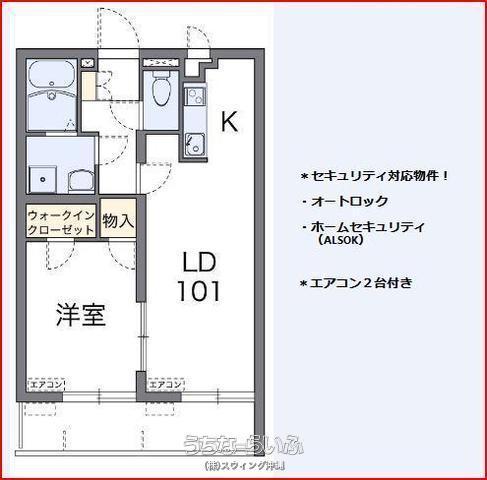 K
＊セキュリティ対応物件！
・オートロック
・ホームセキュリティ
（ALSOK）
＊エアコン２台付き
ウォークイン
クローゼット
物入
LD
101
洋室
エアコン
エアコン
うちなーらいふ
(株)スウィング沖縄